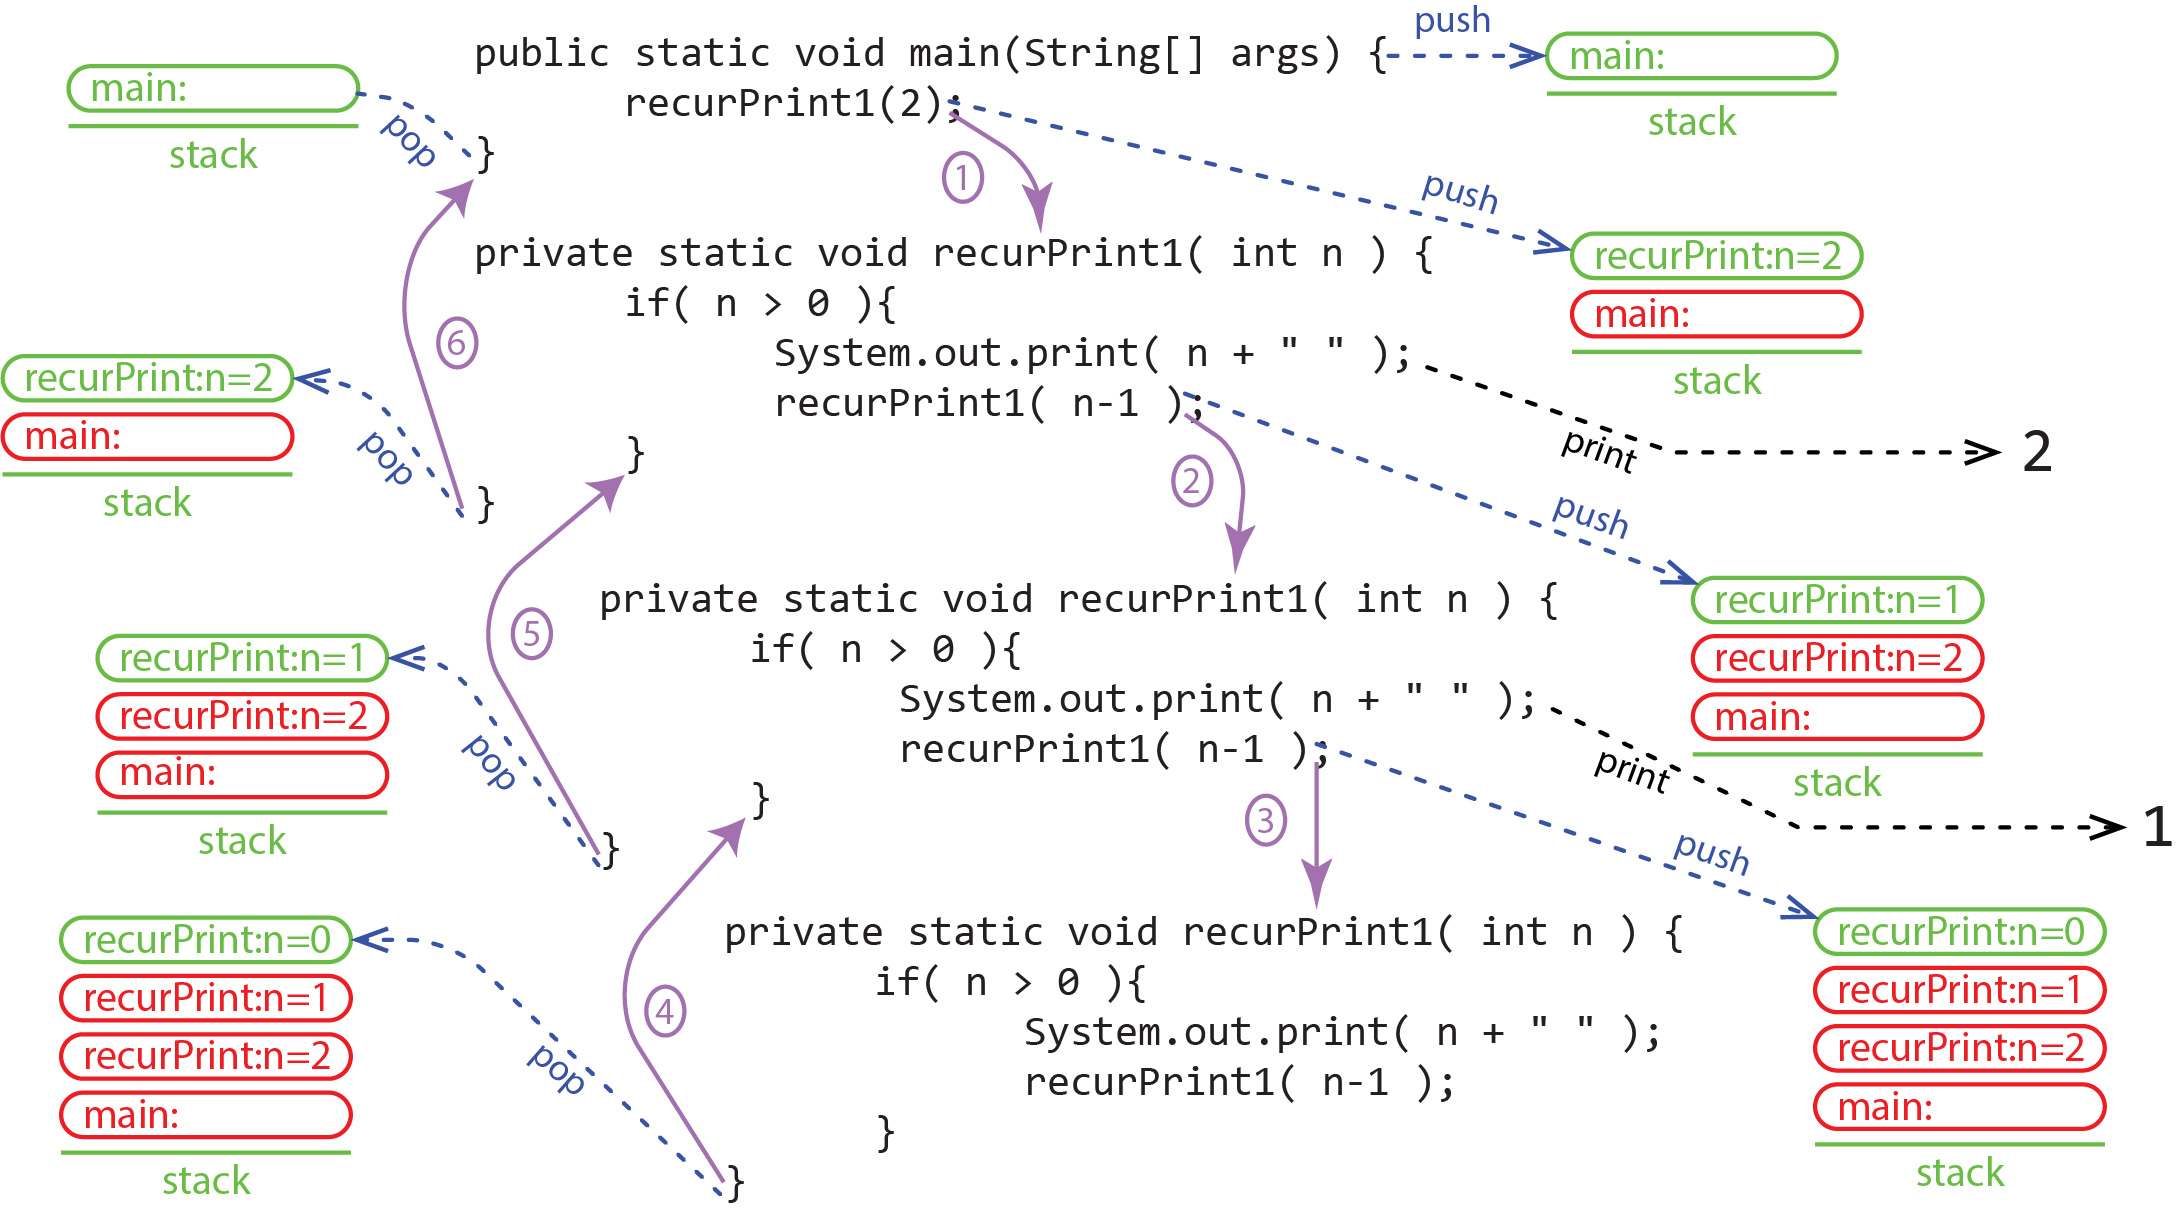 public static void main(String[] args) {
push
main:
stack
main:
stack
pop
recurPrint1(2);
}
1
push
private static void recurPrint1( int n ) {
recurPrint:n=2
main:
stack
if( n > 0 ){
System.out.print( n + " " );
print
2
recurPrint1( n-1 );
}
}
6
recurPrint:n=2
main:
stack
pop
2
push
private static void recurPrint1( int n ) {
recurPrint:n=1
recurPrint:n=2
main:
stack
if( n > 0 ){
System.out.print( n + " " );
print
1
recurPrint1( n-1 );
}
}
5
recurPrint:n=1
recurPrint:n=2
main:
stack
pop
3
push
private static void recurPrint1( int n ) {
recurPrint:n=0
recurPrint:n=1
recurPrint:n=2
main:
stack
if( n > 0 ){
System.out.print( n + " " );
recurPrint1( n-1 );
}
}
4
recurPrint:n=0
recurPrint:n=1
recurPrint:n=2
main:
stack
pop